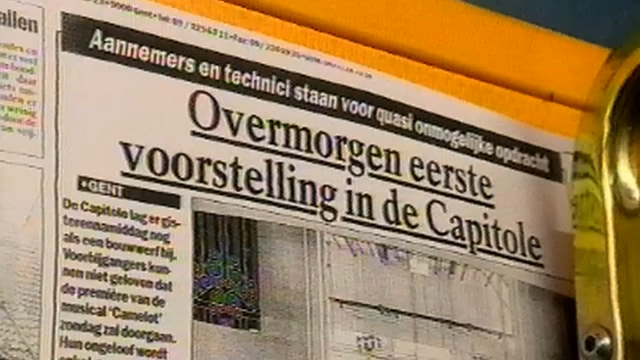 allen
Aannemers en technici staan voor quasi onmogelijke opdracht
Overmorgen eerste
voorstelling in de Capitole
•GENT
De Capitole lag er gis-
terennamiddag nog
als een bouwwerf bij.
Voorbijgangers kun-
nen niet geloven dat
de première van de
musical 'Camelot'
zondag zal doorgaan.
Hun ongeloof wordt